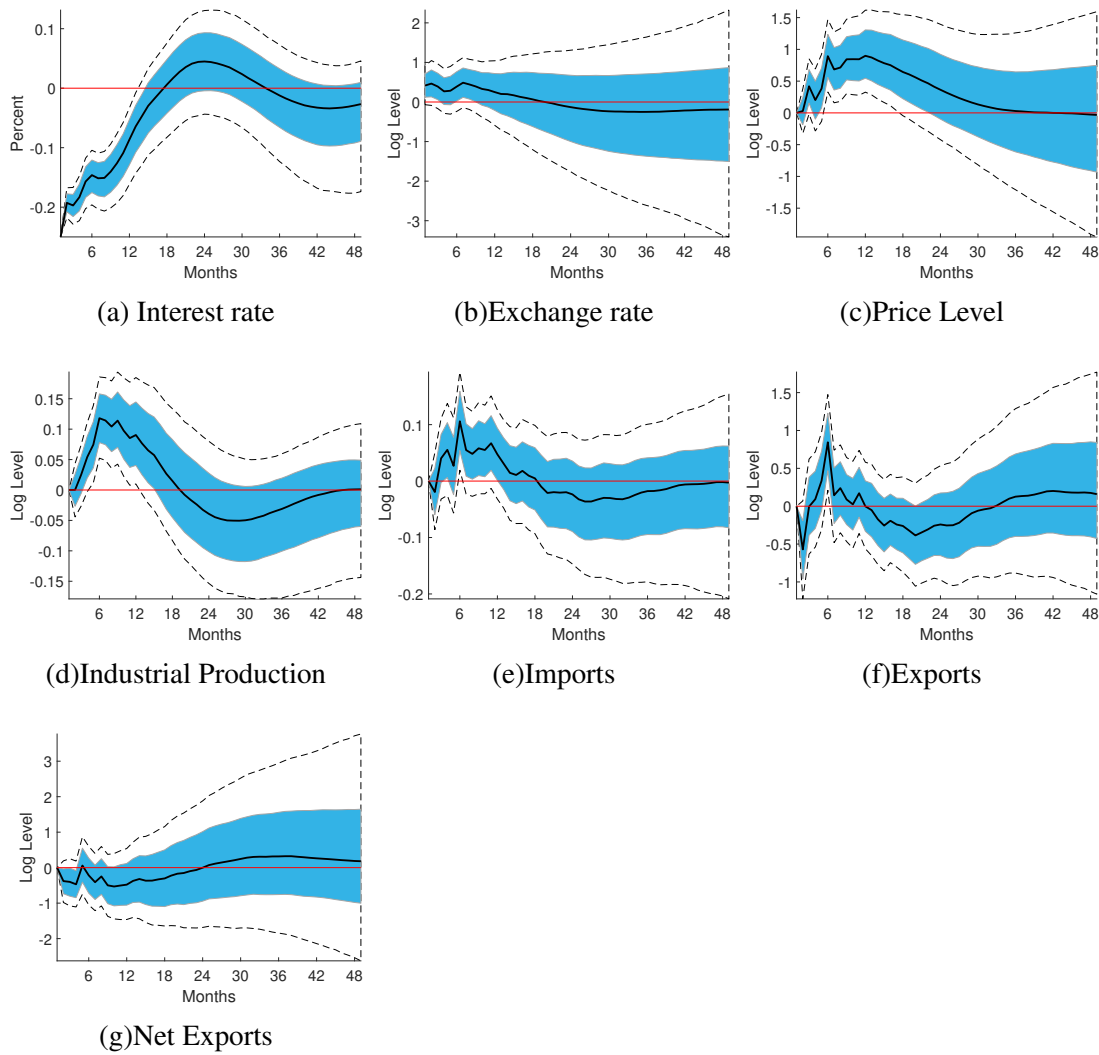 0.1
0
-0.1
-0.2
Percent
6 12 18 24 30 36 42 48
Months
(a) Interest rate
2
1
0
-1
-2
-3
Log Level
6 12 18 24 30 36 42 48
Months
(b)Exchange rate
1.5
1
0.5
0
-0.5
-1
-1.5
Log Level
6 12 18 24 30 36 42 48
Months
(c)Price Level
0.15
0.1
0.05
0
-0.05
-0.1
-0.15
Log Level
6 12 18 24 30 36 42 48
Months
(d)Industrial Production
0.1
0
-0.1
-0.2
Log Level
6 12 18 24 30 36 42 48
Months
(e)Imports
1.5
1
0.5
0
-0.5
-1
Log Level
6 12 18 24 30 36 42 48
Months
(f)Exports
3
2
1
0
-1
-2
Log Level
6 12 18 24 30 36 42 48
Months
(g)Net Exports